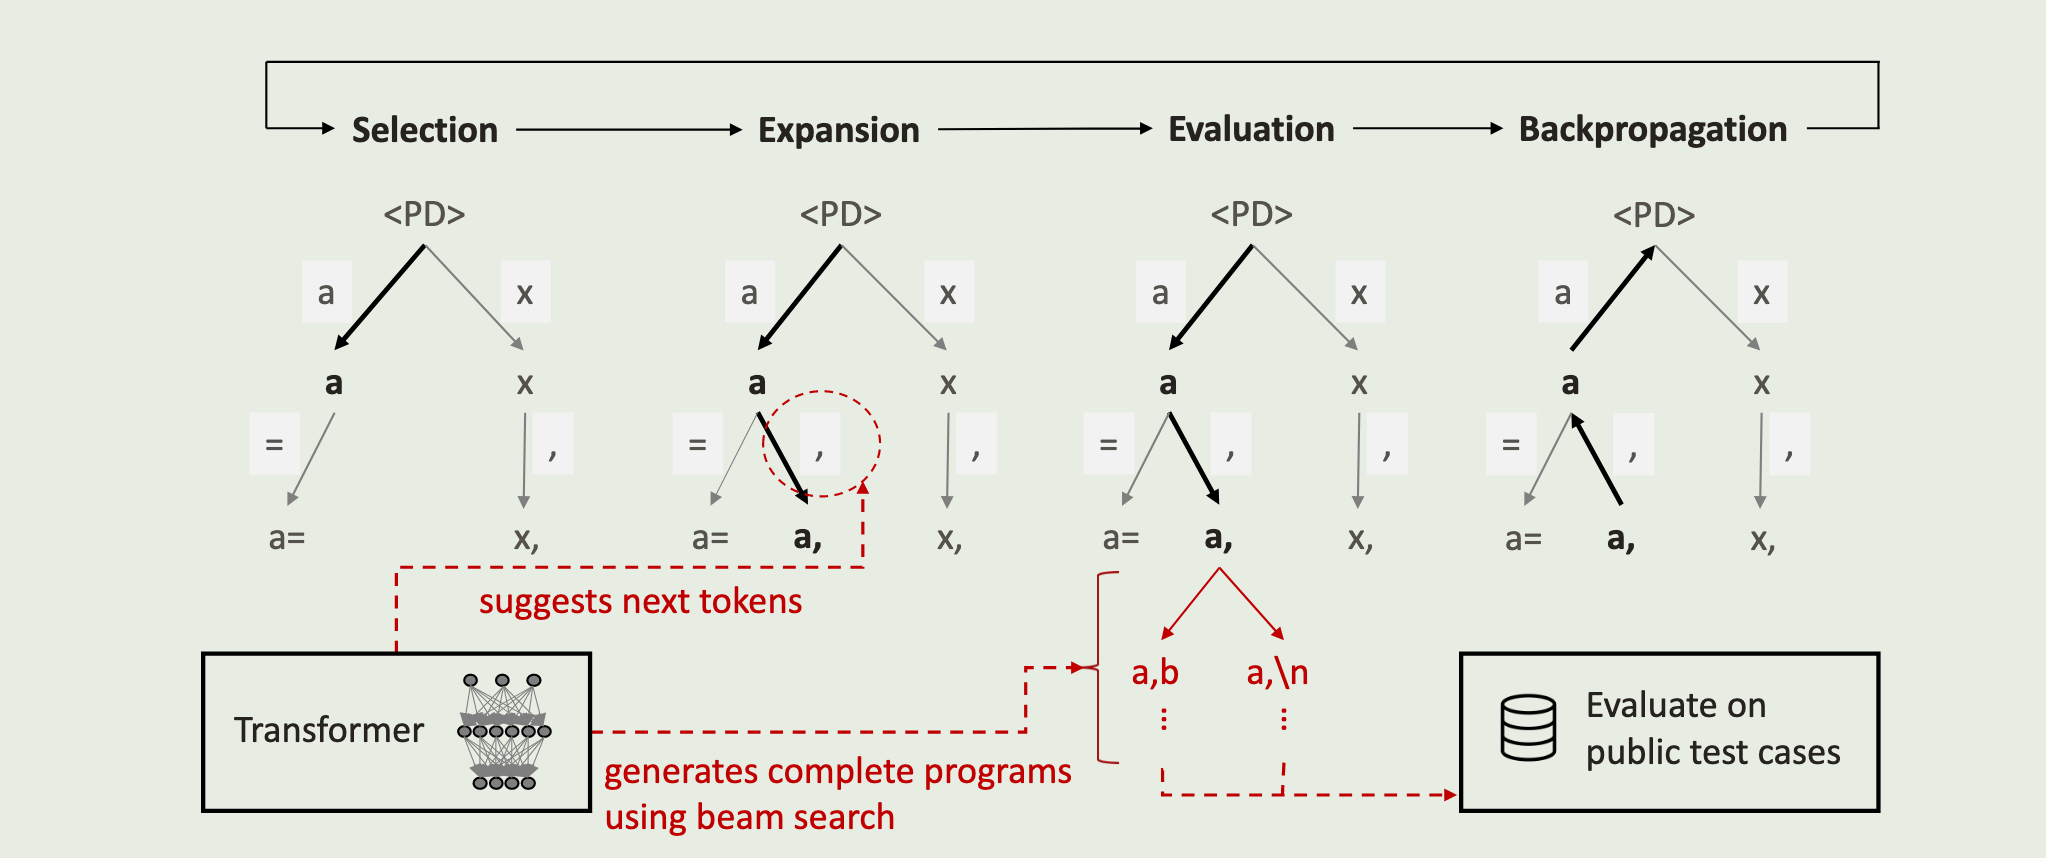 Selection Expansion Evaluation Backpropagation
<PD> <PD> <PD> <PD>
a x a x a x a x
a x a x a x a x
= , = , , = , , = , ,
a= x, a= a, x, a= a, x, a= a, x,
suggests next tokens
a,b a,\n
Transformer
Evaluate on
public test cases
generates complete programs
using beam search